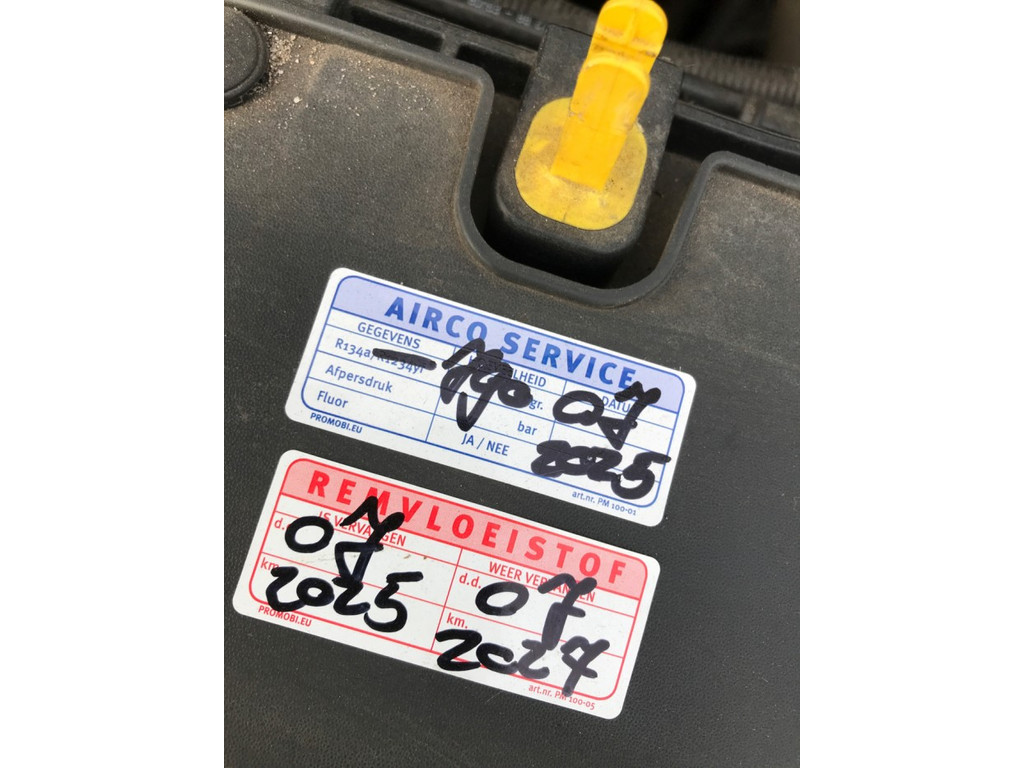 AIRCO SERVICE
GEGEVENS
DATU
R134a/R1234yf
gr.
07
Afpersdruk
bar
2025
Fluor
JA / NEE
PROMOBI.EU
art.nr. PM 100-01
REMVLOEISTOF
IS VERVANGEN
WEER VERVANGEN
d.d.
07
d.d.
07
km.
2025
km.
2027
PROMOBI.EU
art.nr. PM 100-05